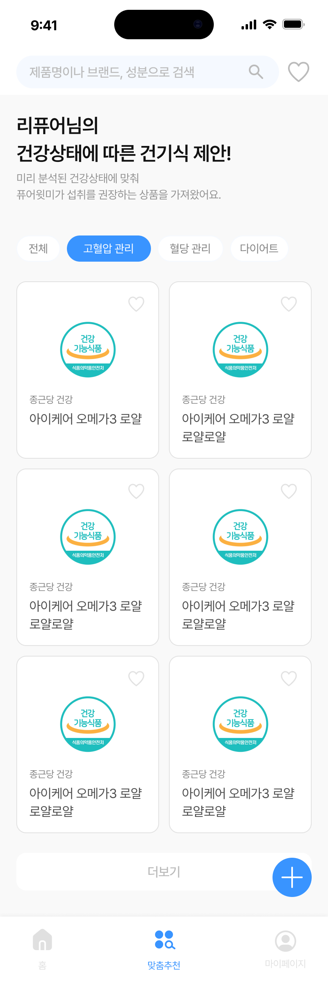 9:41
제품명이나 브랜드, 성분으로 검색
리퓨어님의
건강상태에 따른 건기식 제안!
미리 분석된 건강상태에 맞춰
퓨어윗미가 섭취를 권장하는 상품을 가져왔어요.
전체 고혈압 관리 혈당 관리 다이어트
건강
기능식품
식품의약품안전처
종근당 건강
아이케어 오메가3 로얄
건강
기능식품
식품의약품안전처
종근당 건강
아이케어 오메가3 로얄
로얄로얄
건강
기능식품
식품의약품안전처
종근당 건강
아이케어 오메가3 로얄
로얄로얄
건강
기능식품
식품의약품안전처
종근당 건강
아이케어 오메가3 로얄
로얄로얄
건강
기능식품
식품의약품안전처
종근당 건강
아이케어 오메가3 로얄
로얄로얄
건강
기능식품
식품의약품안전처
종근당 건강
아이케어 오메가3 로얄
로얄로얄
더보기
홈 맞춤추천 마이페이지